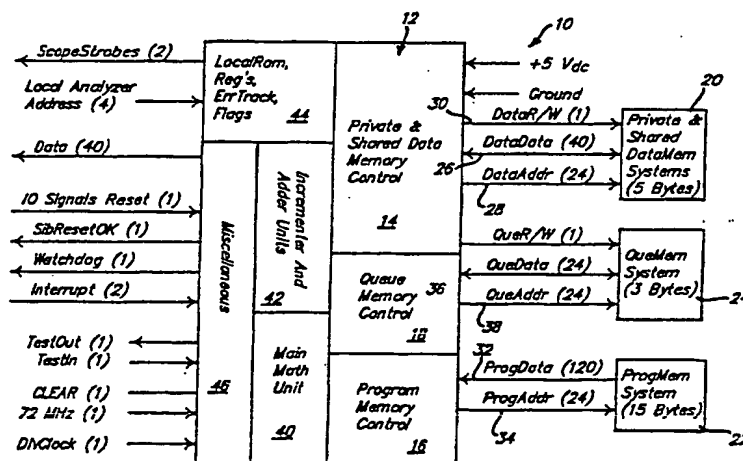 12
10
ScopeStrobes (2)
Local Analyzer
Address (4)
Data (40)
IO Signals Reset (1)
SibResetOK (1)
Watchdog (1)
Interrupt (2)
TestOut (1)
TestIn (1)
CLEAR (1)
72 MHz (1)
DivClock (1)
LocalRom,
Reg's,
ErrTrack,
Flags
44
Miscellaneous
46
Incrementer And
Adder Units
42
Main
Math
Unit
40
Private &
Shared Data
Memory
Control
14
Queue
Memory
Control
36
18
Program
Memory
Control
16
+5 Vdc
Ground
30
DataR/W (1)
DataData (40)
26
DataAddr (24)
28
QueR/W (1)
QueData (24)
QueAddr (24)
38
32
ProgData (120)
ProgAddr (24)
34
20
Private &
Shared
DataMem
Systems
(5 Bytes)
QueMem
System
(3 Bytes)
24
ProgMem
System
(15 Bytes)
22